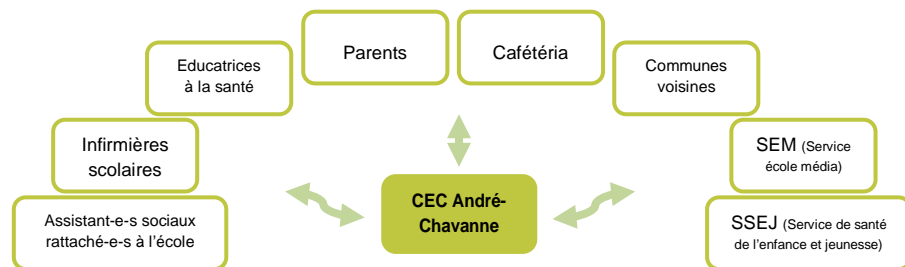 Parents
Cafétéria
Educatrices
à la santé
Communes
voisines
Infirmières
scolaires
SEM (Service
école média)
CEC André-
Chavanne
Assistant-e-s sociaux
rattaché-e-s à l'école
SSEJ (Service de santé
de l'enfance et jeunesse)